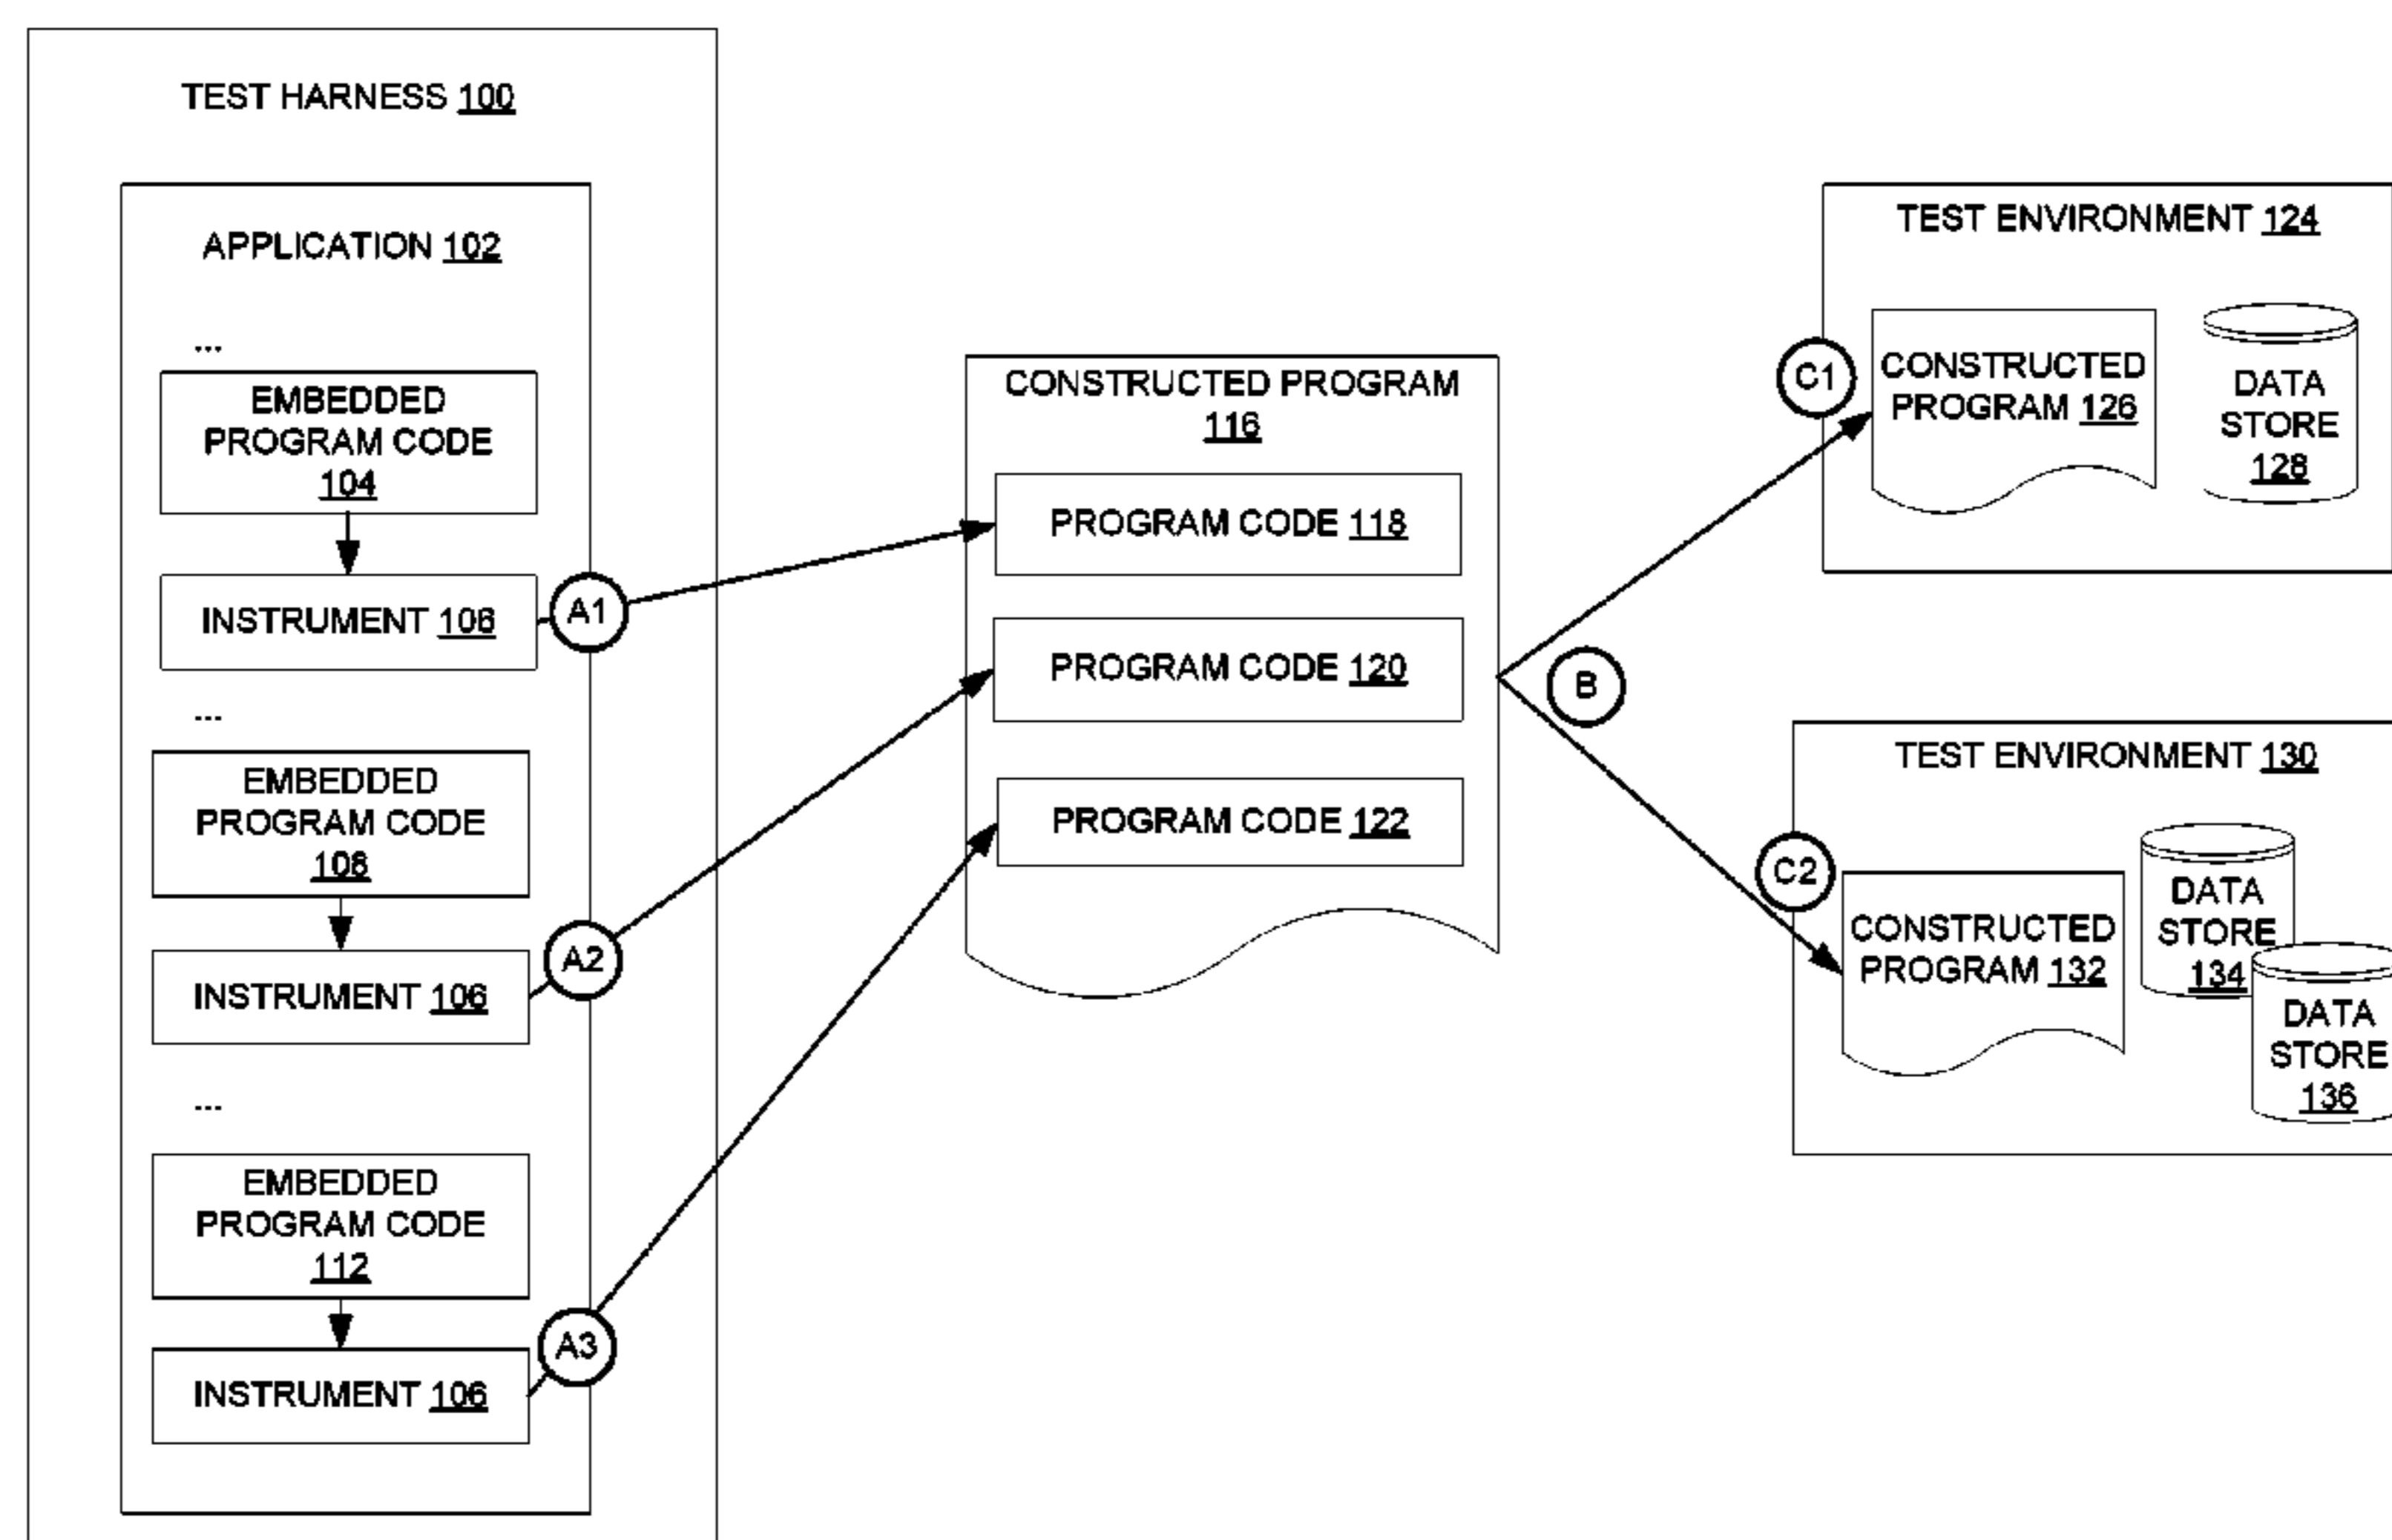 TEST HARNESS 100
APPLICATION 102
...
EMBEDDED
PROGRAM CODE
104
INSTRUMENT 106
A1
...
EMBEDDED
PROGRAM CODE
108
INSTRUMENT 106
A2
...
EMBEDDED
PROGRAM CODE
112
INSTRUMENT 106
A3
CONSTRUCTED PROGRAM
116
PROGRAM CODE 118
PROGRAM CODE 120
PROGRAM CODE 122
B
TEST ENVIRONMENT 124
C1
CONSTRUCTED
PROGRAM 126
DATA
STORE
128
TEST ENVIRONMENT 130
C2
CONSTRUCTED
PROGRAM 132
DATA
STORE
134
DATA
STORE
136